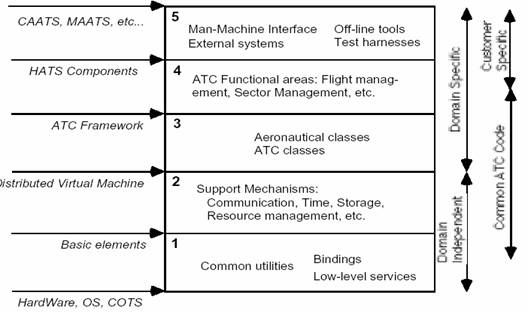 CAATS, MAATS, etc...
5
Man-Machine Interface
Off-line tools
External systems
Test harnesses
HATS Components
4
ATC Functional areas: Flight manag-
ement, Sector Management, etc.
ATC Framework
3
Aeronautical classes
ATC classes
Distributed Virtual Machine
2
Support Mechanisms:
Communication, Time, Storage,
Resource management, etc.
Basic elements
1
Common utilities
Bindings
Low-level services
HardWare, OS, COTS
Domain Specific
Domain
Independent
Customer
Specific
Common ATC Code